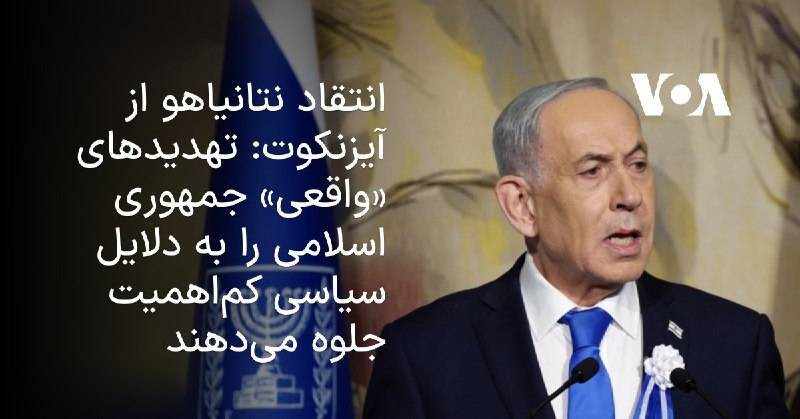 VOA
انتقاد نتانیاهو از
آیزنکوت: تهدیدهای
«واقعی» جمهوری
اسلامی را به دلایل
سیاسی کم‌اهمیت
جلوه می‌دهند